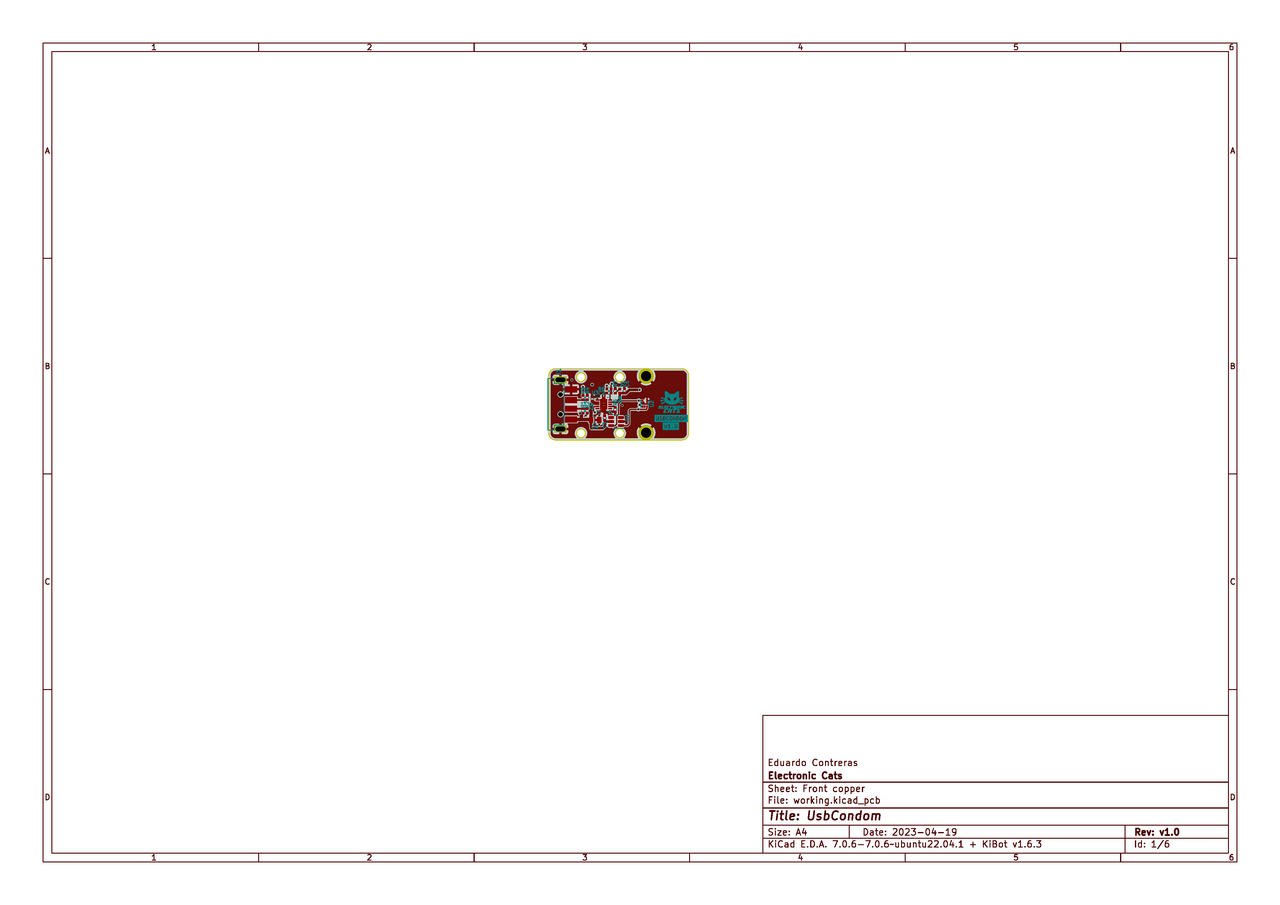 1 2 3 4 5 6
A A
B B
ELECTRONIC
CATS
C C
Eduardo Contreras
Electronic Cats
Sheet: Front copper
File: working.kicad_pcb
D D
Title: UsbCondom
Size: A4 Date: 2023-04-19 Rev: v1.0
KiCad E.D.A. 7.0.6-7.0.6~ubuntu22.04.1 + KiBot v1.6.3 Id: 1/6
1 2 3 4 5 6